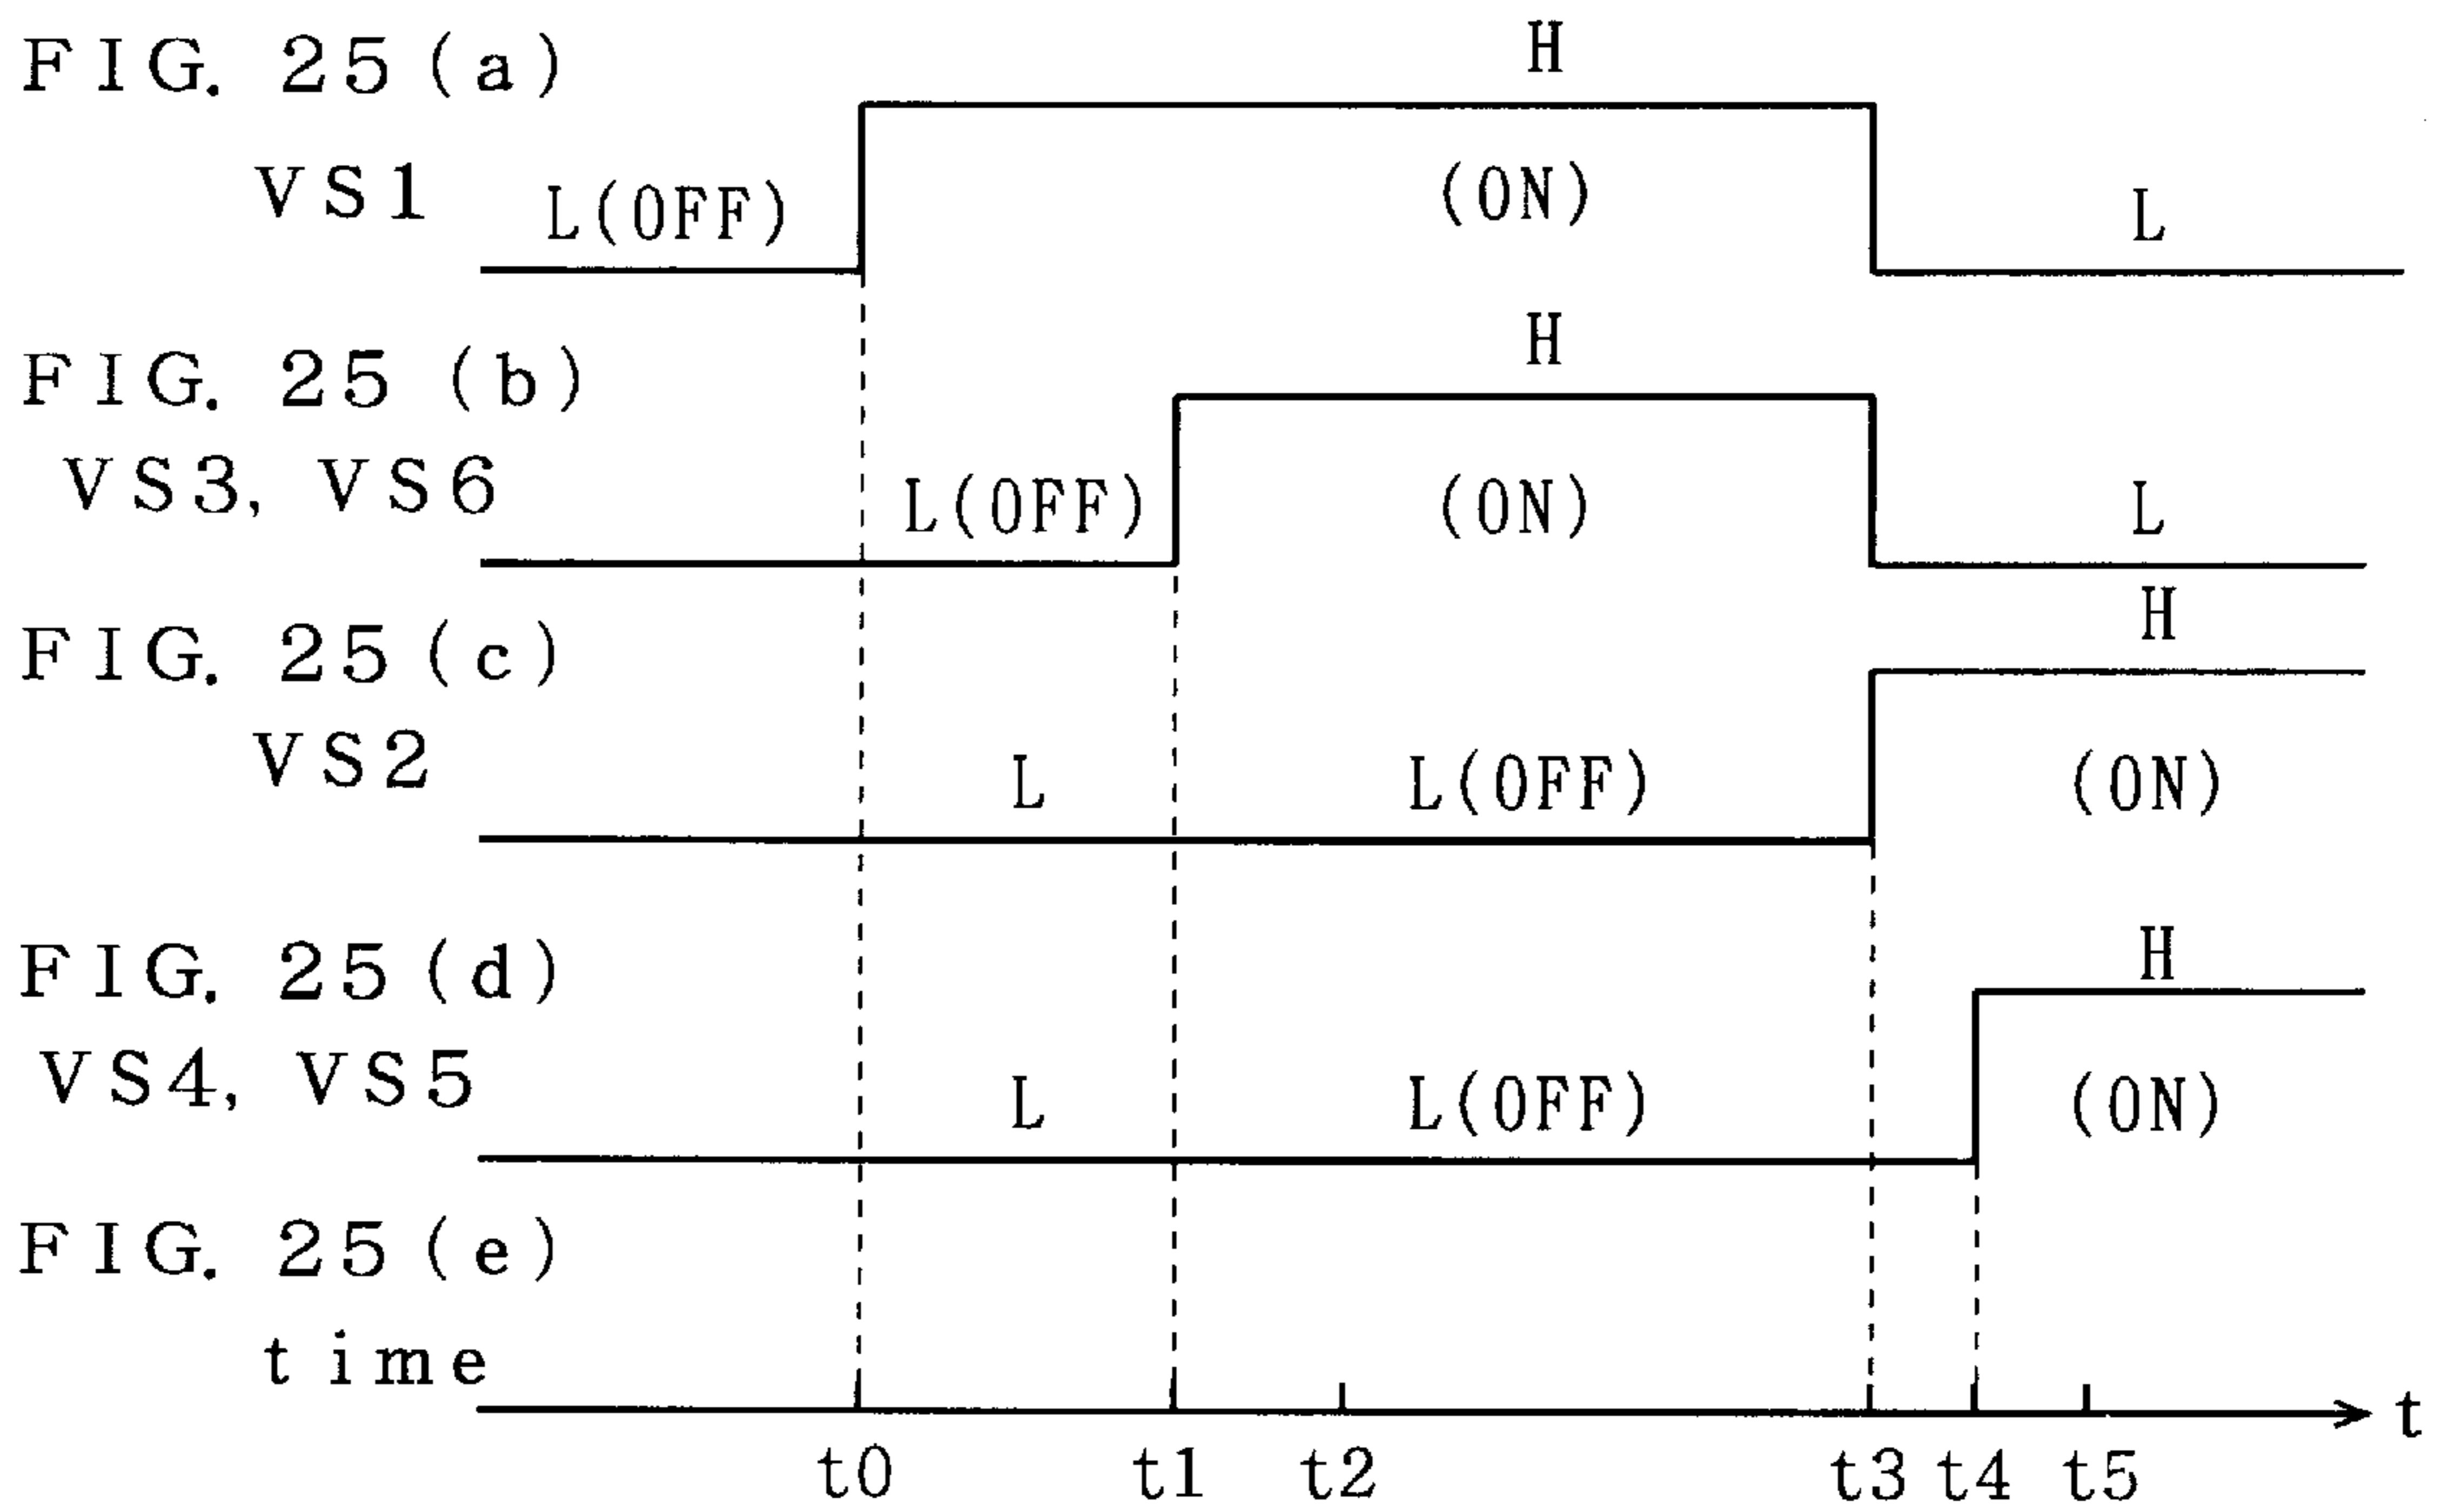 FIG. 25(a)
H
VS1
L(OFF)
(ON)
L
FIG. 25(b)
H
VS3, VS6
L(OFF)
(ON)
L
FIG. 25(c)
H
VS2
L
L(OFF)
(ON)
FIG. 25(d)
H
VS4, VS5
L
L(OFF)
(ON)
FIG. 25(e)
time
t
t0 t1 t2 t3 t4 t5